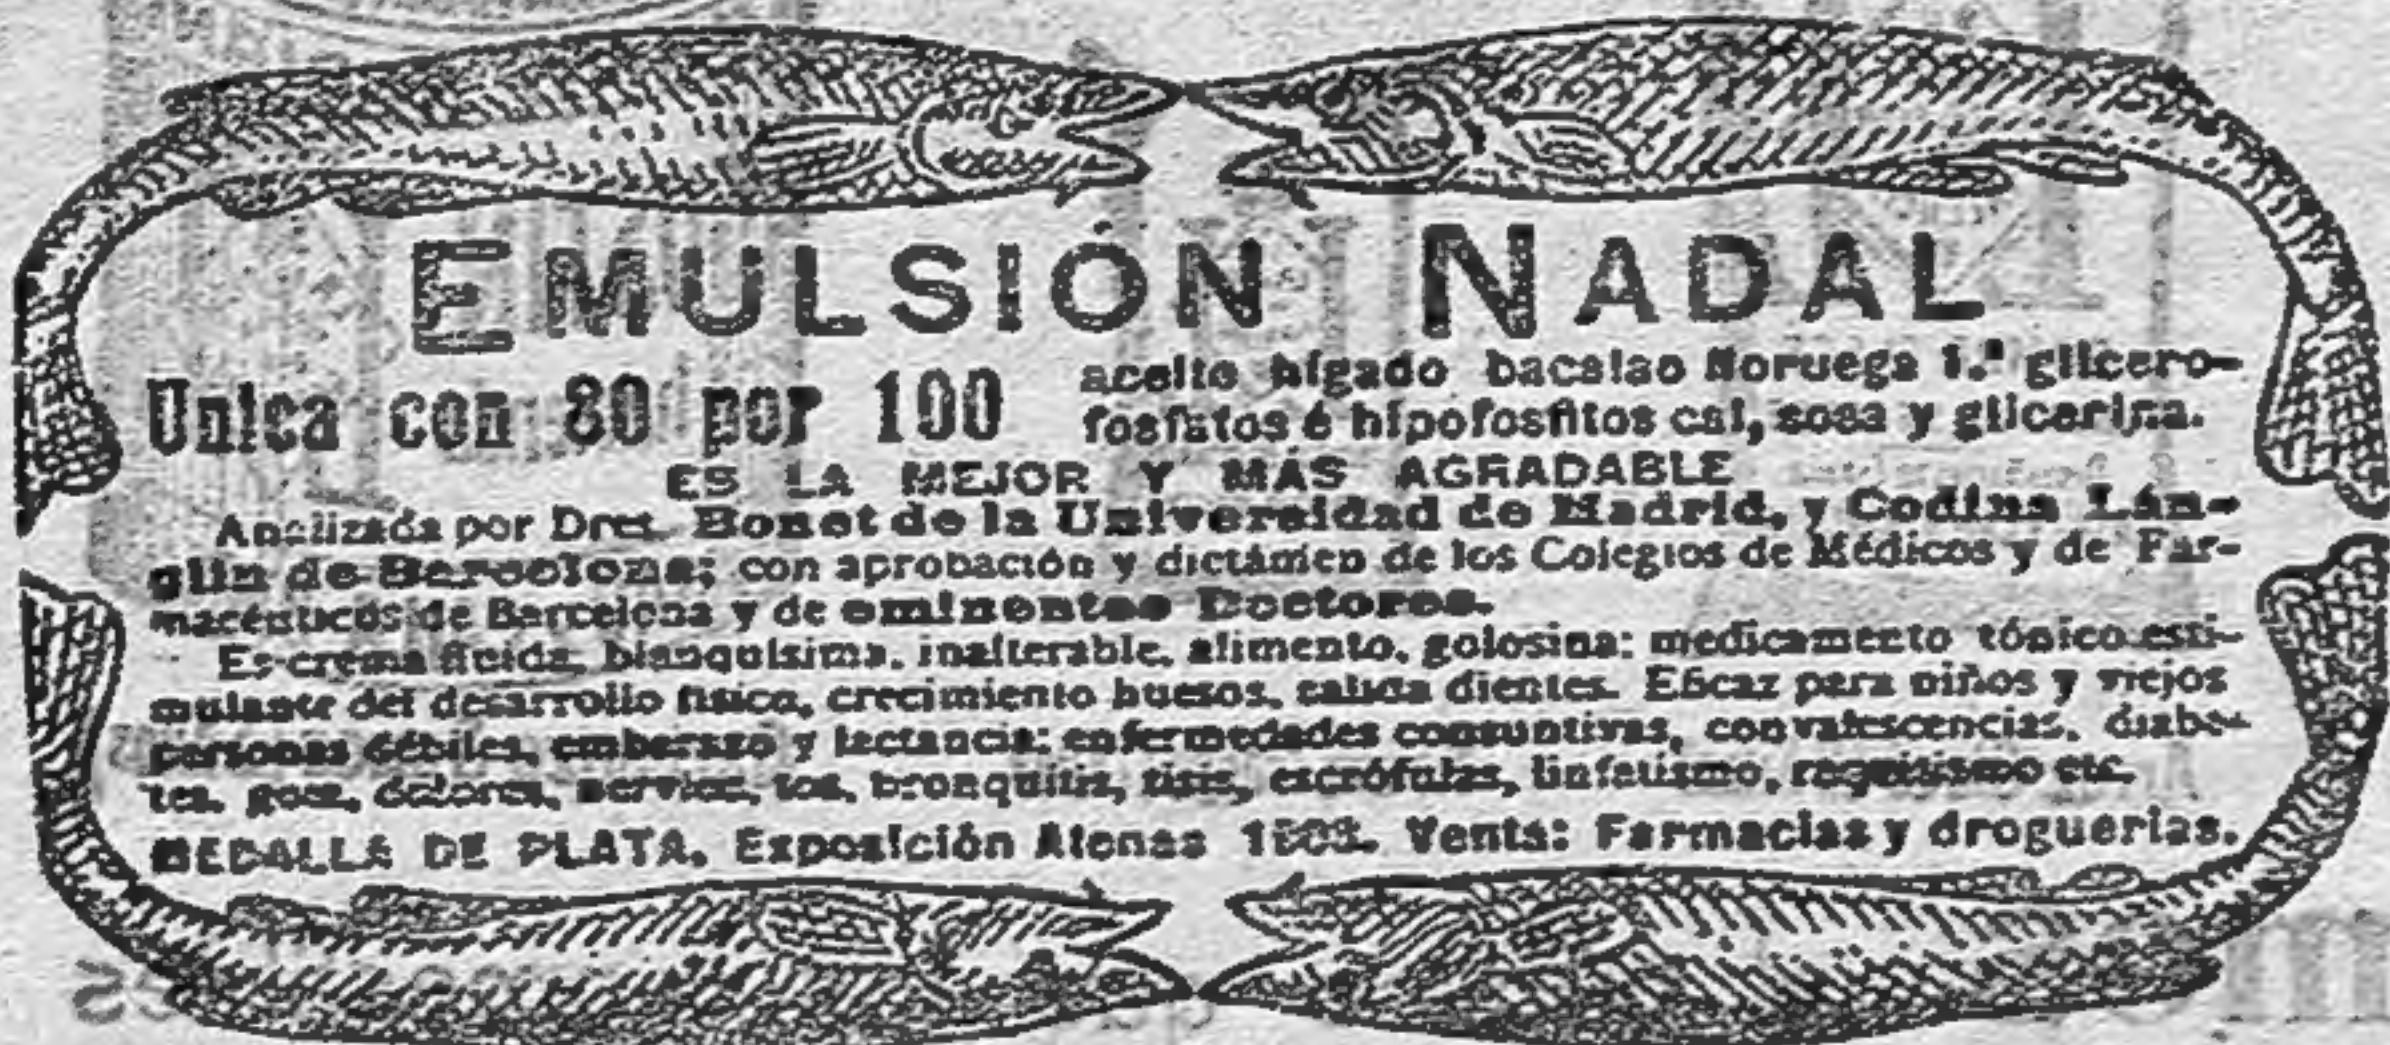 EMULSIÓN NADAL
Unica con 80 por 100
aceite hígado bacalao Noruega 1.ª glicero-
fosfatos é hipofosfitos cal, sosa y glicerina.
ES LA MEJOR Y MÁS AGRADABLE
Analizada por Dres. Bonet de la Universidad de Madrid, y Codina Län-
glin de Barcelona; con aprobación y dictámen de los Colegios de Médicos y de Far-
macéuticos de Barcelona y de eminentes Doctores.
Es crema fluida, blanquísima, inalterable, alimento, golosina: medicamento tónico esti-
mulante del desarrollo físico, crecimiento huesos, salida dientes. Eficaz para niños y viejos
personas débiles, embarazo y lactancia: enfermedades consuntivas, convalescencias, diabe-
tes, gota, dolores, nervios, tos, bronquitis, tisis, escrófulas, linfatismo, raquitismo etc.
MEDALLA DE PLATA. Exposición Atenas Venta: Farmacias y droguerias.